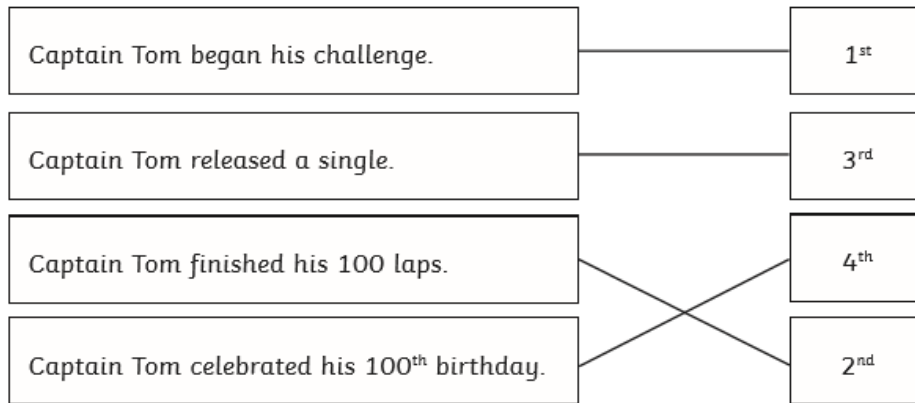 Captain Tom began his challenge.
1st
Captain Tom released a single.
3rd
Captain Tom finished his 100 laps.
4th
Captain Tom celebrated his 100th birthday.
2nd